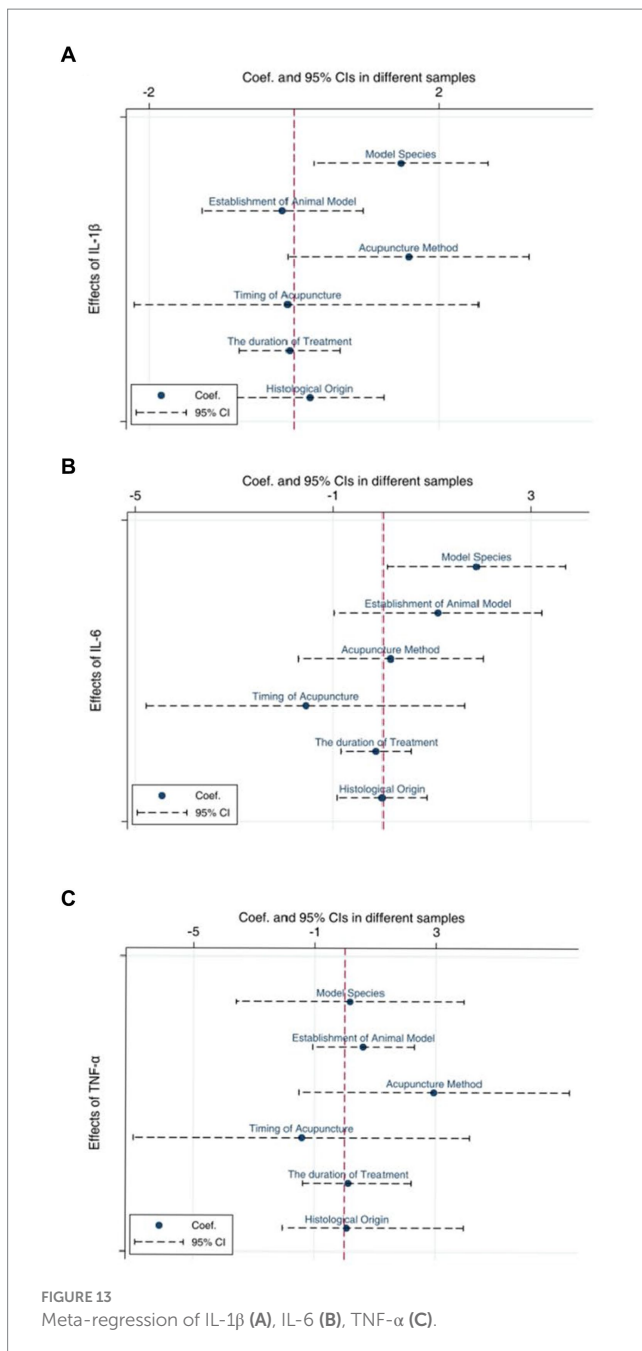 A
Coef. and 95% CIs in different samples
-2 2
Effects of IL-1β
Model Species
Establishment of Animal Model
Acupuncture Method
Timing of Acupuncture
The duration of Treatment
Histological Origin
Coef.
95% CI
B
Coef. and 95% CIs in different samples
-5 -1 3
Effects of IL-6
Model Species
Establishment of Animal Model
Acupuncture Method
Timing of Acupuncture
The duration of Treatment
Histological Origin
Coef.
95% CI
C
Coef. and 95% CIs in different samples
-5 -1 3
Effects of TNF-α
Model Species
Establishment of Animal Model
Acupuncture Method
Timing of Acupuncture
The duration of Treatment
Histological Origin
Coef.
95% CI
FIGURE 13
Meta-regression of IL-1β (A), IL-6 (B), TNF-α (C).